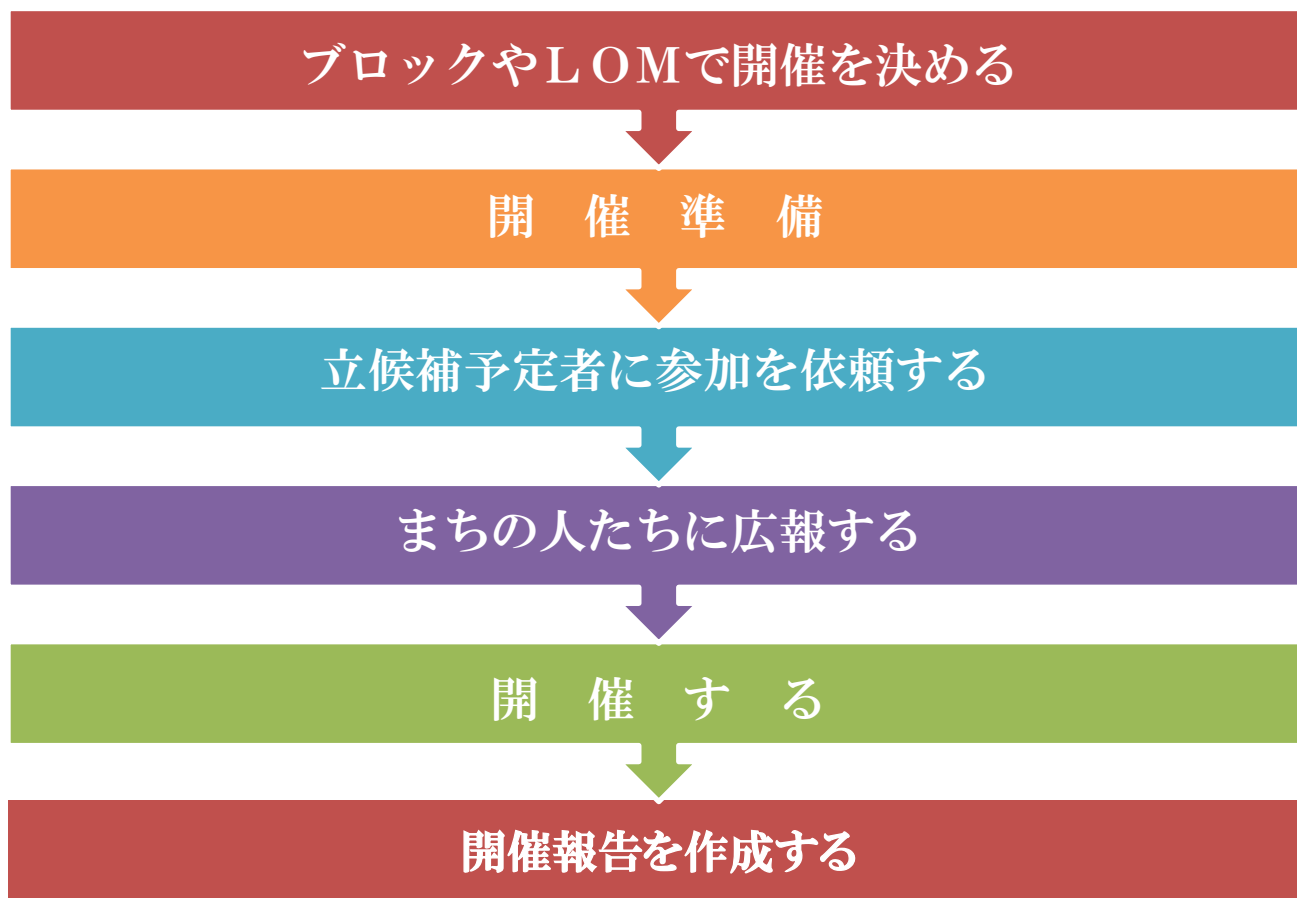 ブロックやＬＯＭで開催を決める
開　催　準　備
立候補予定者に参加を依頼する
まちの人たちに広報する
開　催　す　る
開催報告を作成する